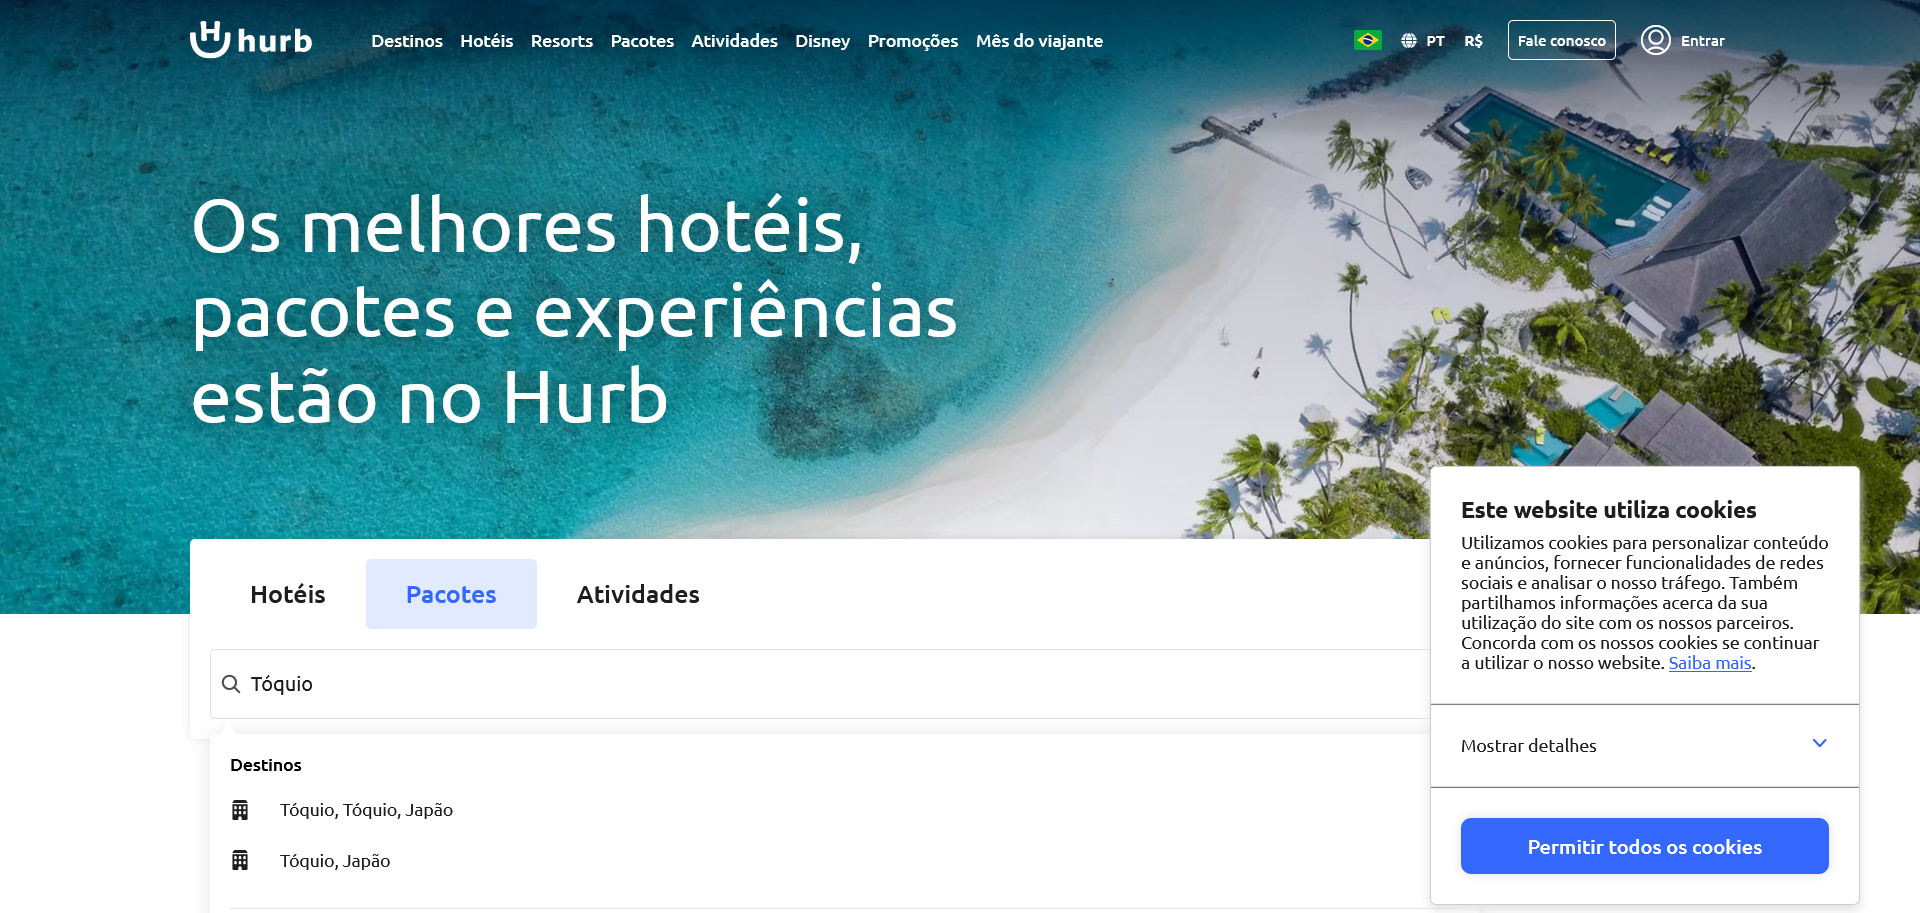 hurb
Destinos Hotéis Resorts Pacotes Atividades Disney Promoções Mês do viajante
PT R$ Fale conosco Entrar
Os melhores hotéis,
pacotes e experiências
estão no Hurb
Hotéis Pacotes Atividades
Tóquio
Destinos
Tóquio, Tóquio, Japão
Tóquio, Japão
Este website utiliza cookies
Utilizamos cookies para personalizar conteúdo
e anúncios, fornecer funcionalidades de redes
sociais e analisar o nosso tráfego. Também
partilhamos informações acerca da sua
utilização do site com os nossos parceiros.
Concorda com os nossos cookies se continuar
a utilizar o nosso website. Saiba mais.
Mostrar detalhes
Permitir todos os cookies